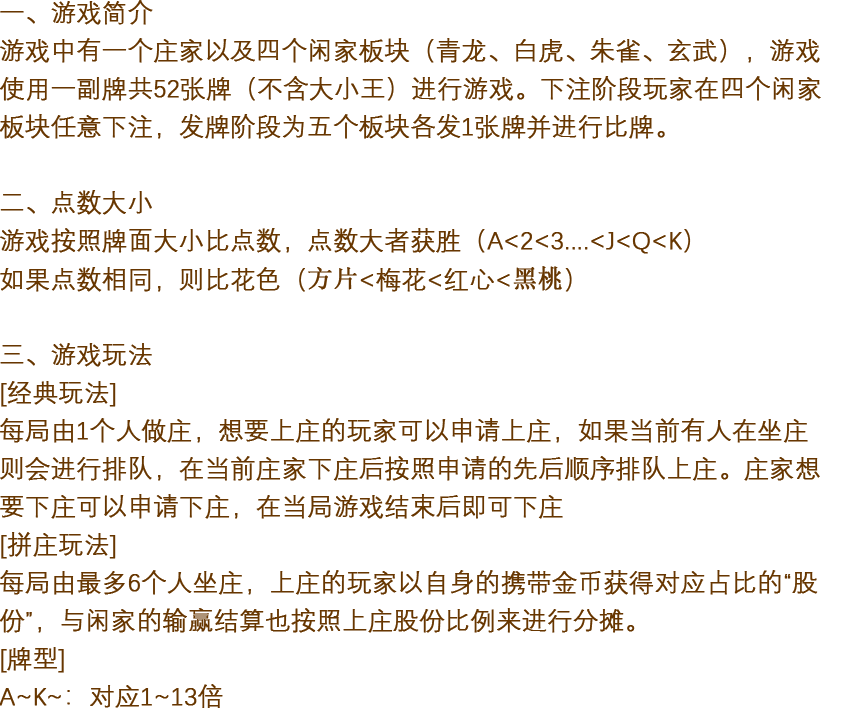 一、游戏简介
游戏中有一个庄家以及四个闲家板块（青龙、白虎、朱雀、玄武），游戏
使用一副牌共52张牌（不含大小王）进行游戏。下注阶段玩家在四个闲家
板块任意下注，发牌阶段为五个板块各发1张牌并进行比牌。
二、点数大小
游戏按照牌面大小比点数，点数大者获胜（A<2<3....<J<Q<K）
如果点数相同，则比花色（方片<梅花<红心<黑桃）
三、游戏玩法
[经典玩法]
每局由1个人做庄，想要上庄的玩家可以申请上庄，如果当前有人在坐庄
则会进行排队，在当前庄家下庄后按照申请的先后顺序排队上庄。庄家想
要下庄可以申请下庄，在当局游戏结束后即可下庄
[拼庄玩法]
每局由最多6个人坐庄，上庄的玩家以自身的携带金币获得对应占比的“股
份”，与闲家的输赢结算也按照上庄股份比例来进行分摊。
[牌型]
A~K~：对应1~13倍